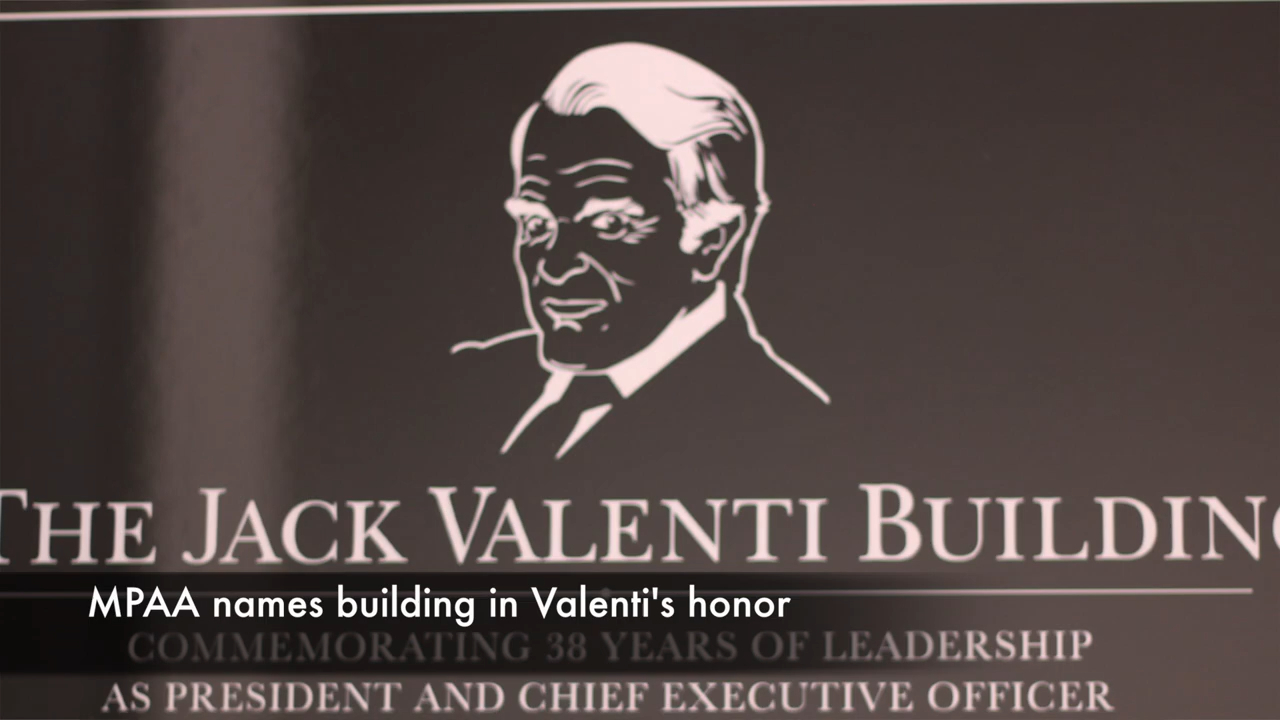 THE JACK VALENTI BUILDING
MPAA names building in Valenti's honor
COMMEMORATING 38 YEARS OF LEADERSHIP
AS PRESIDENT AND CHIEF EXECUTIVE OFFICER